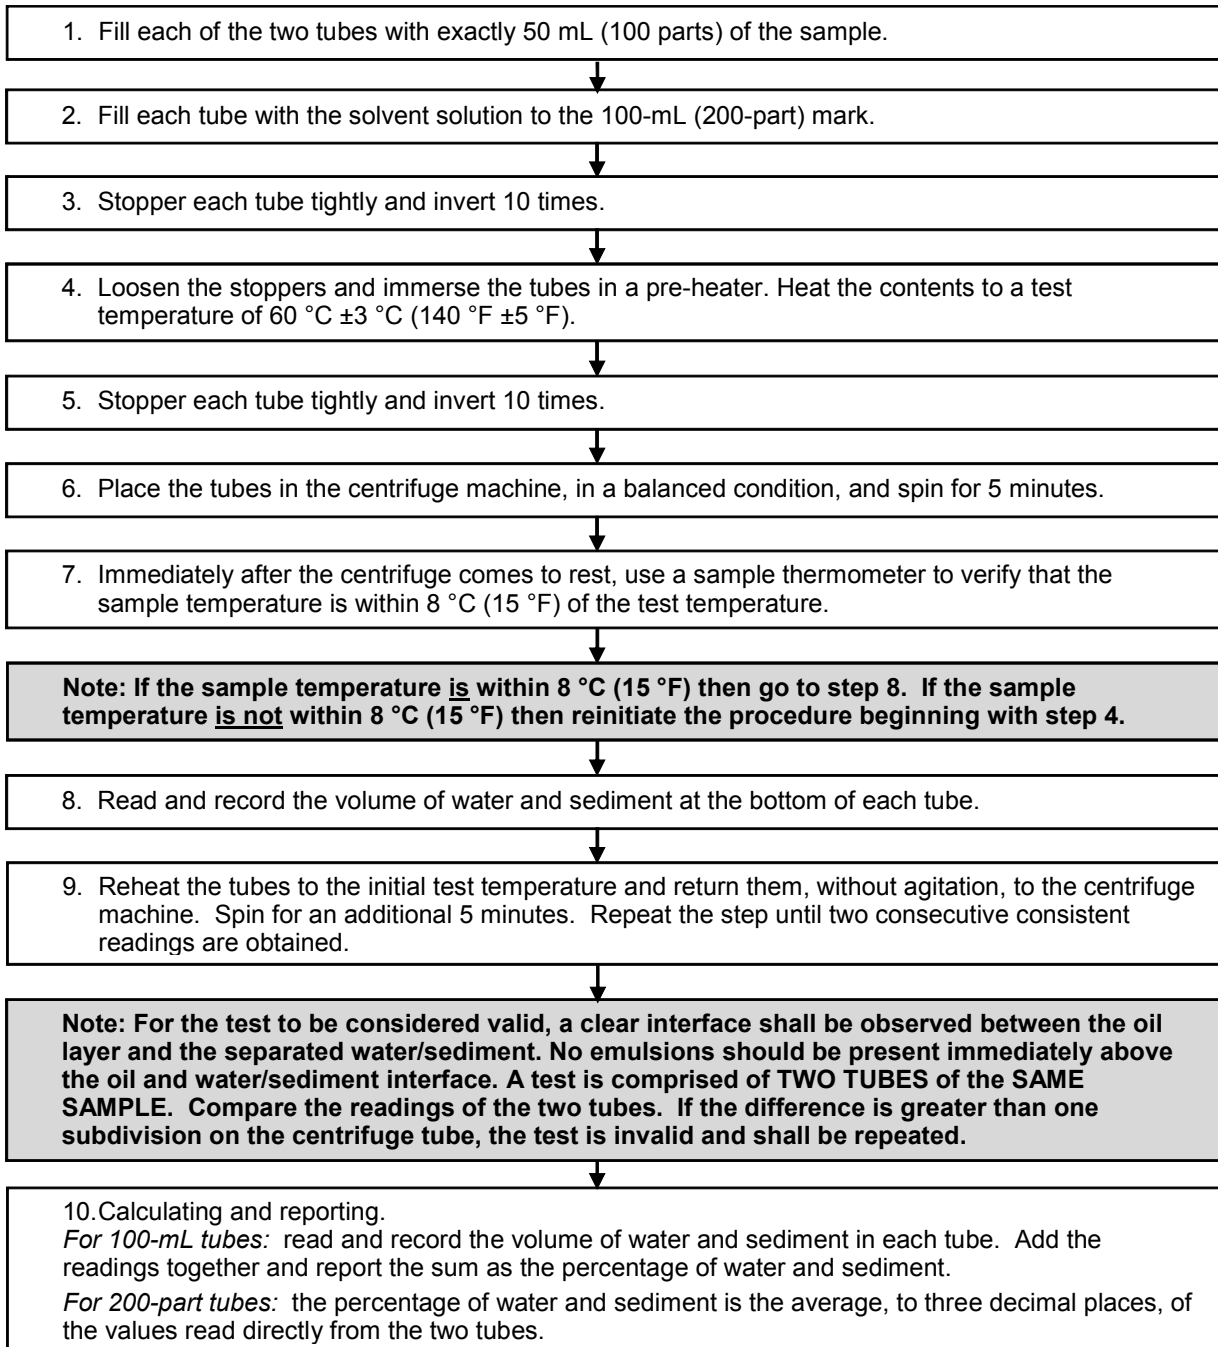 1. Fill each of the two tubes with exactly 50 mL (100 parts) of the sample.
2. Fill each tube with the solvent solution to the 100-mL (200-part) mark.
3. Stopper each tube tightly and invert 10 times.
4. Loosen the stoppers and immerse the tubes in a pre-heater. Heat the contents to a test
temperature of 60 °C ±3 °C (140 °F ±5 °F).
5. Stopper each tube tightly and invert 10 times.
6. Place the tubes in the centrifuge machine, in a balanced condition, and spin for 5 minutes.
7. Immediately after the centrifuge comes to rest, use a sample thermometer to verify that the
sample temperature is within 8 °C (15 °F) of the test temperature.
Note: If the sample temperature is within 8 °C (15 °F) then go to step 8. If the sample
temperature is not within 8 °C (15 °F) then reinitiate the procedure beginning with step 4.
8. Read and record the volume of water and sediment at the bottom of each tube.
9. Reheat the tubes to the initial test temperature and return them, without agitation, to the centrifuge
machine. Spin for an additional 5 minutes. Repeat the step until two consecutive consistent
readings are obtained.
Note: For the test to be considered valid, a clear interface shall be observed between the oil
layer and the separated water/sediment. No emulsions should be present immediately above
the oil and water/sediment interface. A test is comprised of TWO TUBES of the SAME
SAMPLE. Compare the readings of the two tubes. If the difference is greater than one
subdivision on the centrifuge tube, the test is invalid and shall be repeated.
10.Calculating and reporting.
For 100-mL tubes: read and record the volume of water and sediment in each tube. Add the
readings together and report the sum as the percentage of water and sediment.
For 200-part tubes: the percentage of water and sediment is the average, to three decimal places, of
the values read directly from the two tubes.